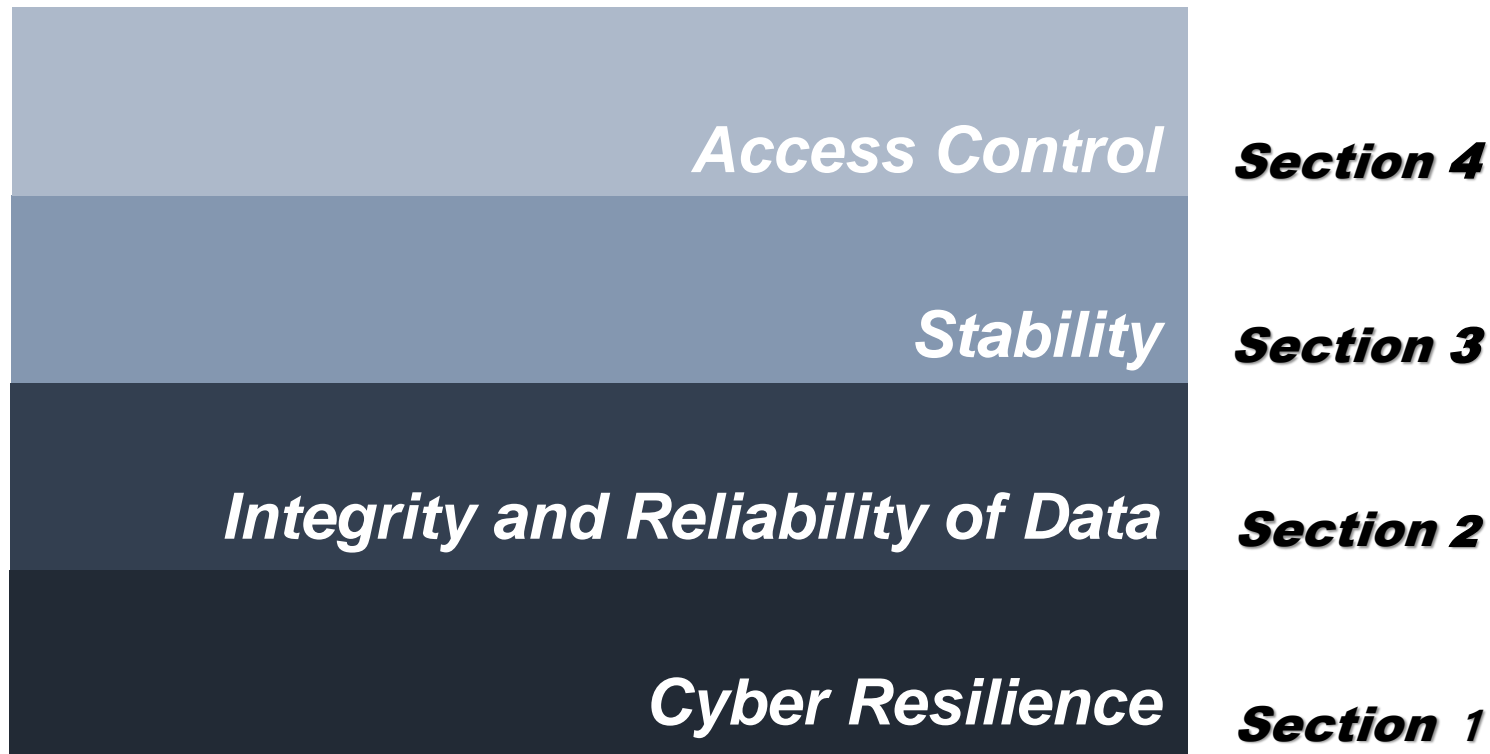 Access Control
Section 4
Stability
Section 3
Integrity and Reliability of Data
Section 2
Cyber Resilience
Section 1